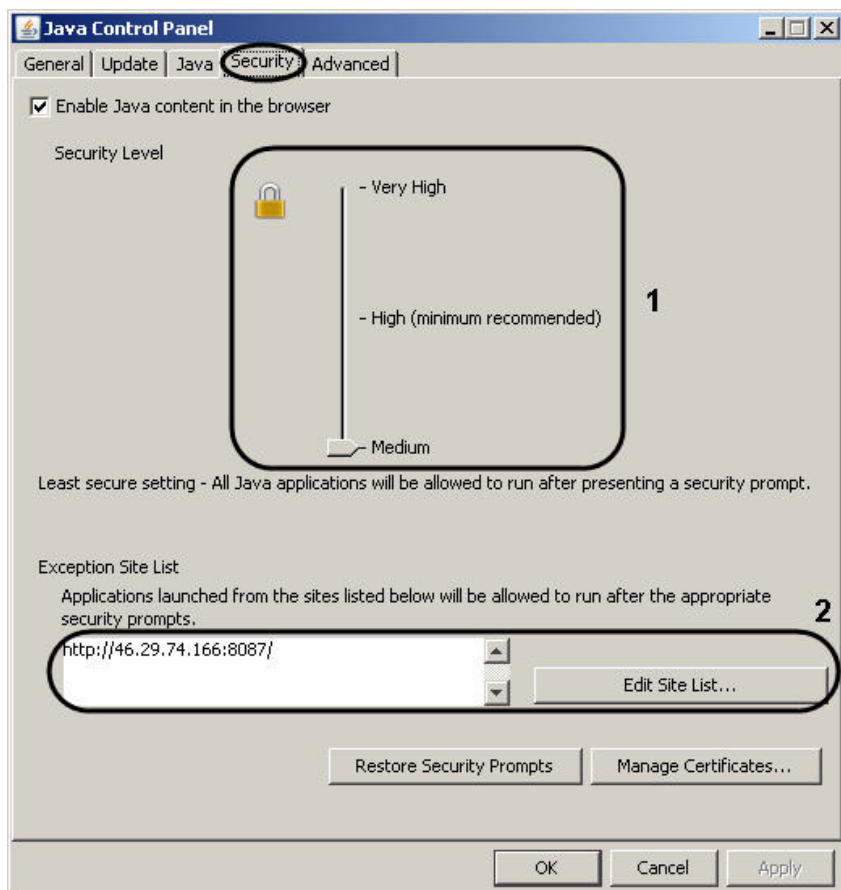 Java Control Panel
General Update Java Security Advanced
Enable Java content in the browser
Security Level
- Very High
- High (minimum recommended)
1
- Medium
Least secure setting - All Java applications will be allowed to run after presenting a security prompt.
Exception Site List
Applications launched from the sites listed below will be allowed to run after the appropriate
security prompts.
2
http://46.29.74.166:8087/
Edit Site List...
Restore Security Prompts Manage Certificates...
OK Cancel Apply